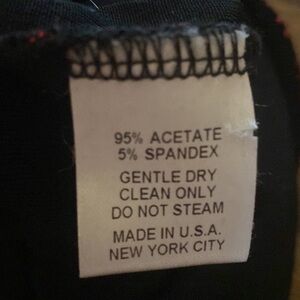 95% ACETATE
5% SPANDEX
GENTLE DRY
CLEAN ONLY
DO NOT STEAM
MADE IN U.S.A.
NEW YORK CITY